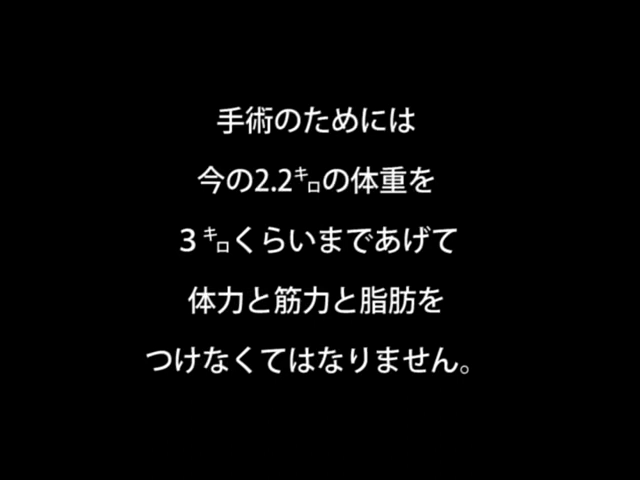 手術のためには
今の2.2㌔の体重を
３㌔くらいまであげて
体力と筋力と脂肪を
つけなくてはなりません。